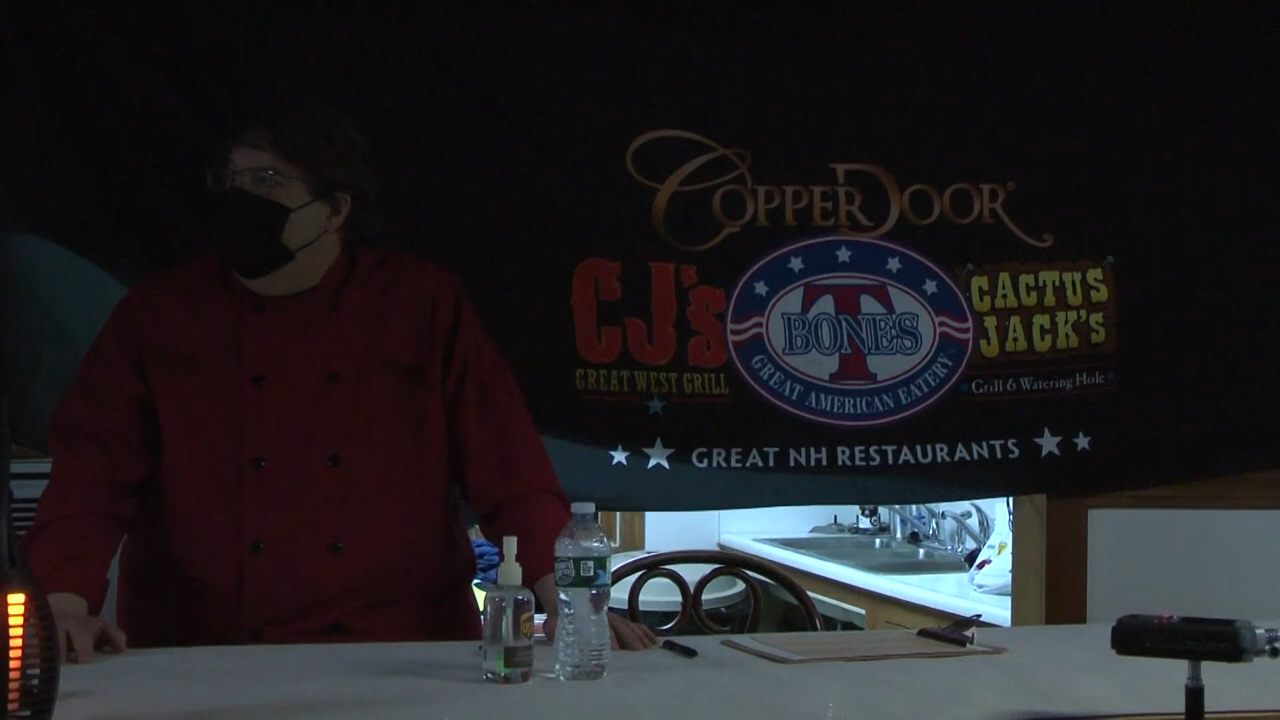 COPPER DOOR
CJ'S
GREAT WEST GRILL
T
BONES
GREAT AMERICAN EATERY
CACTUS
JACK'S
Grill & Watering Hole
GREAT NH RESTAURANTS